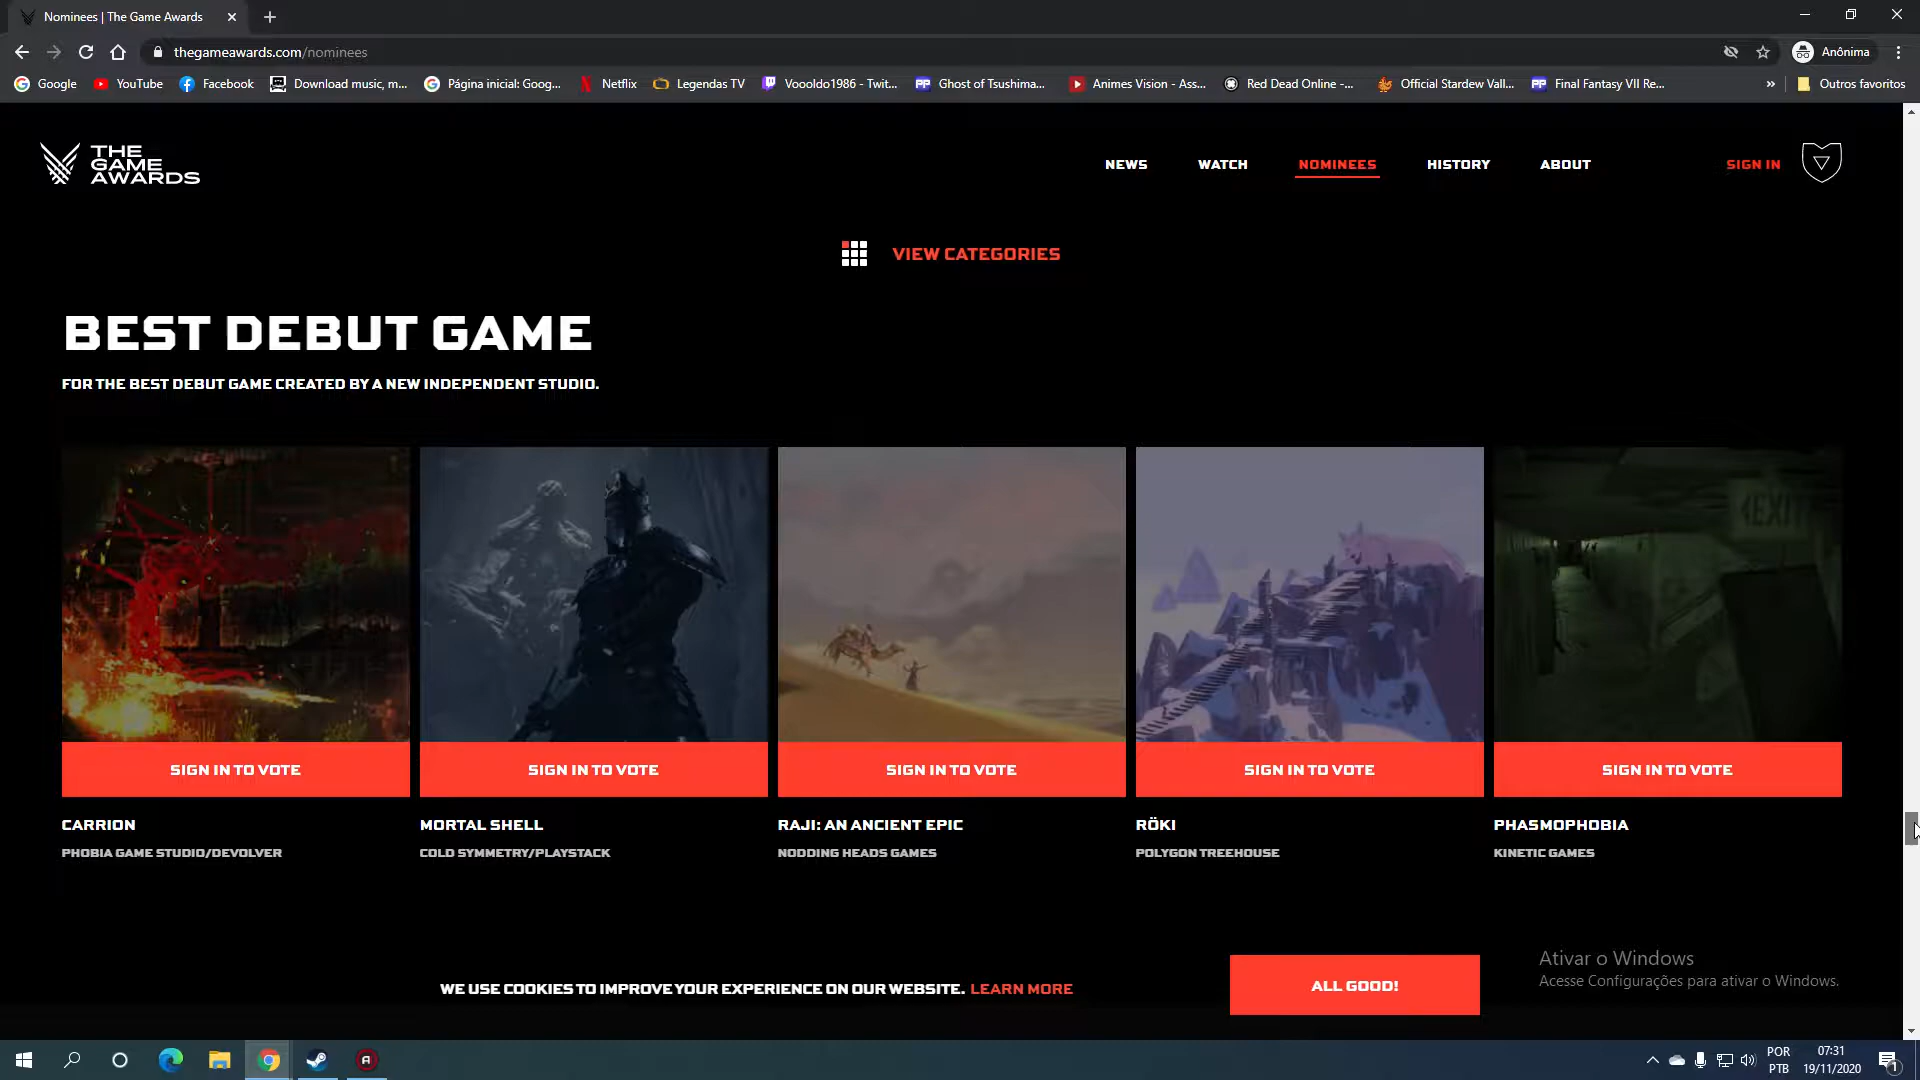 Nominees | The Game Awards
thegameawards.com/nominees
Anônima
Google
YouTube
Facebook
Download music, m...
Página inicial: Goog...
Netflix
Legendas TV
Voooldo1986 - Twit...
Ghost of Tsushima...
Animes Vision - Ass...
Red Dead Online -...
Official Stardew Vall...
Final Fantasy VII Re...
»
Outros favoritos
THE
GAME
AWARDS
NEWS
WATCH
NOMINEES
HISTORY
ABOUT
SIGN IN
VIEW CATEGORIES
BEST DEBUT GAME
FOR THE BEST DEBUT GAME CREATED BY A NEW INDEPENDENT STUDIO.
EXIT
SIGN IN TO VOTE
SIGN IN TO VOTE
SIGN IN TO VOTE
SIGN IN TO VOTE
SIGN IN TO VOTE
CARRION
PHOBIA GAME STUDIO/DEVOLVER
MORTAL SHELL
COLD SYMMETRY/PLAYSTACK
RAJI: AN ANCIENT EPIC
NODDING HEADS GAMES
RÖKI
POLYGON TREEHOUSE
PHASMOPHOBIA
KINETIC GAMES
WE USE COOKIES TO IMPROVE YOUR EXPERIENCE ON OUR WEBSITE. LEARN MORE
ALL GOOD!
Ativar o Windows
Acesse Configurações para ativar o Windows.
POR
PTB
07:31
19/11/2020
1